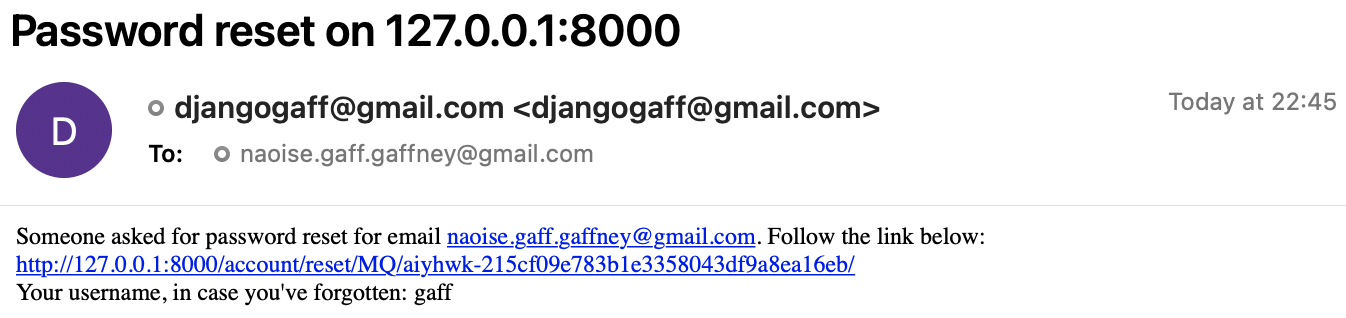 Password reset on 127.0.0.1:8000
D
djangogaff@gmail.com <djangogaff@gmail.com>
Today at 22:45
To: naoise.gaff.gaffney@gmail.com
Someone asked for password reset for email naoise.gaff.gaffney@gmail.com. Follow the link below:
http://127.0.0.1:8000/account/reset/MQ/aiyhwk-215cf09e783b1e3358043df9a8ea16eb/
Your username, in case you've forgotten: gaff